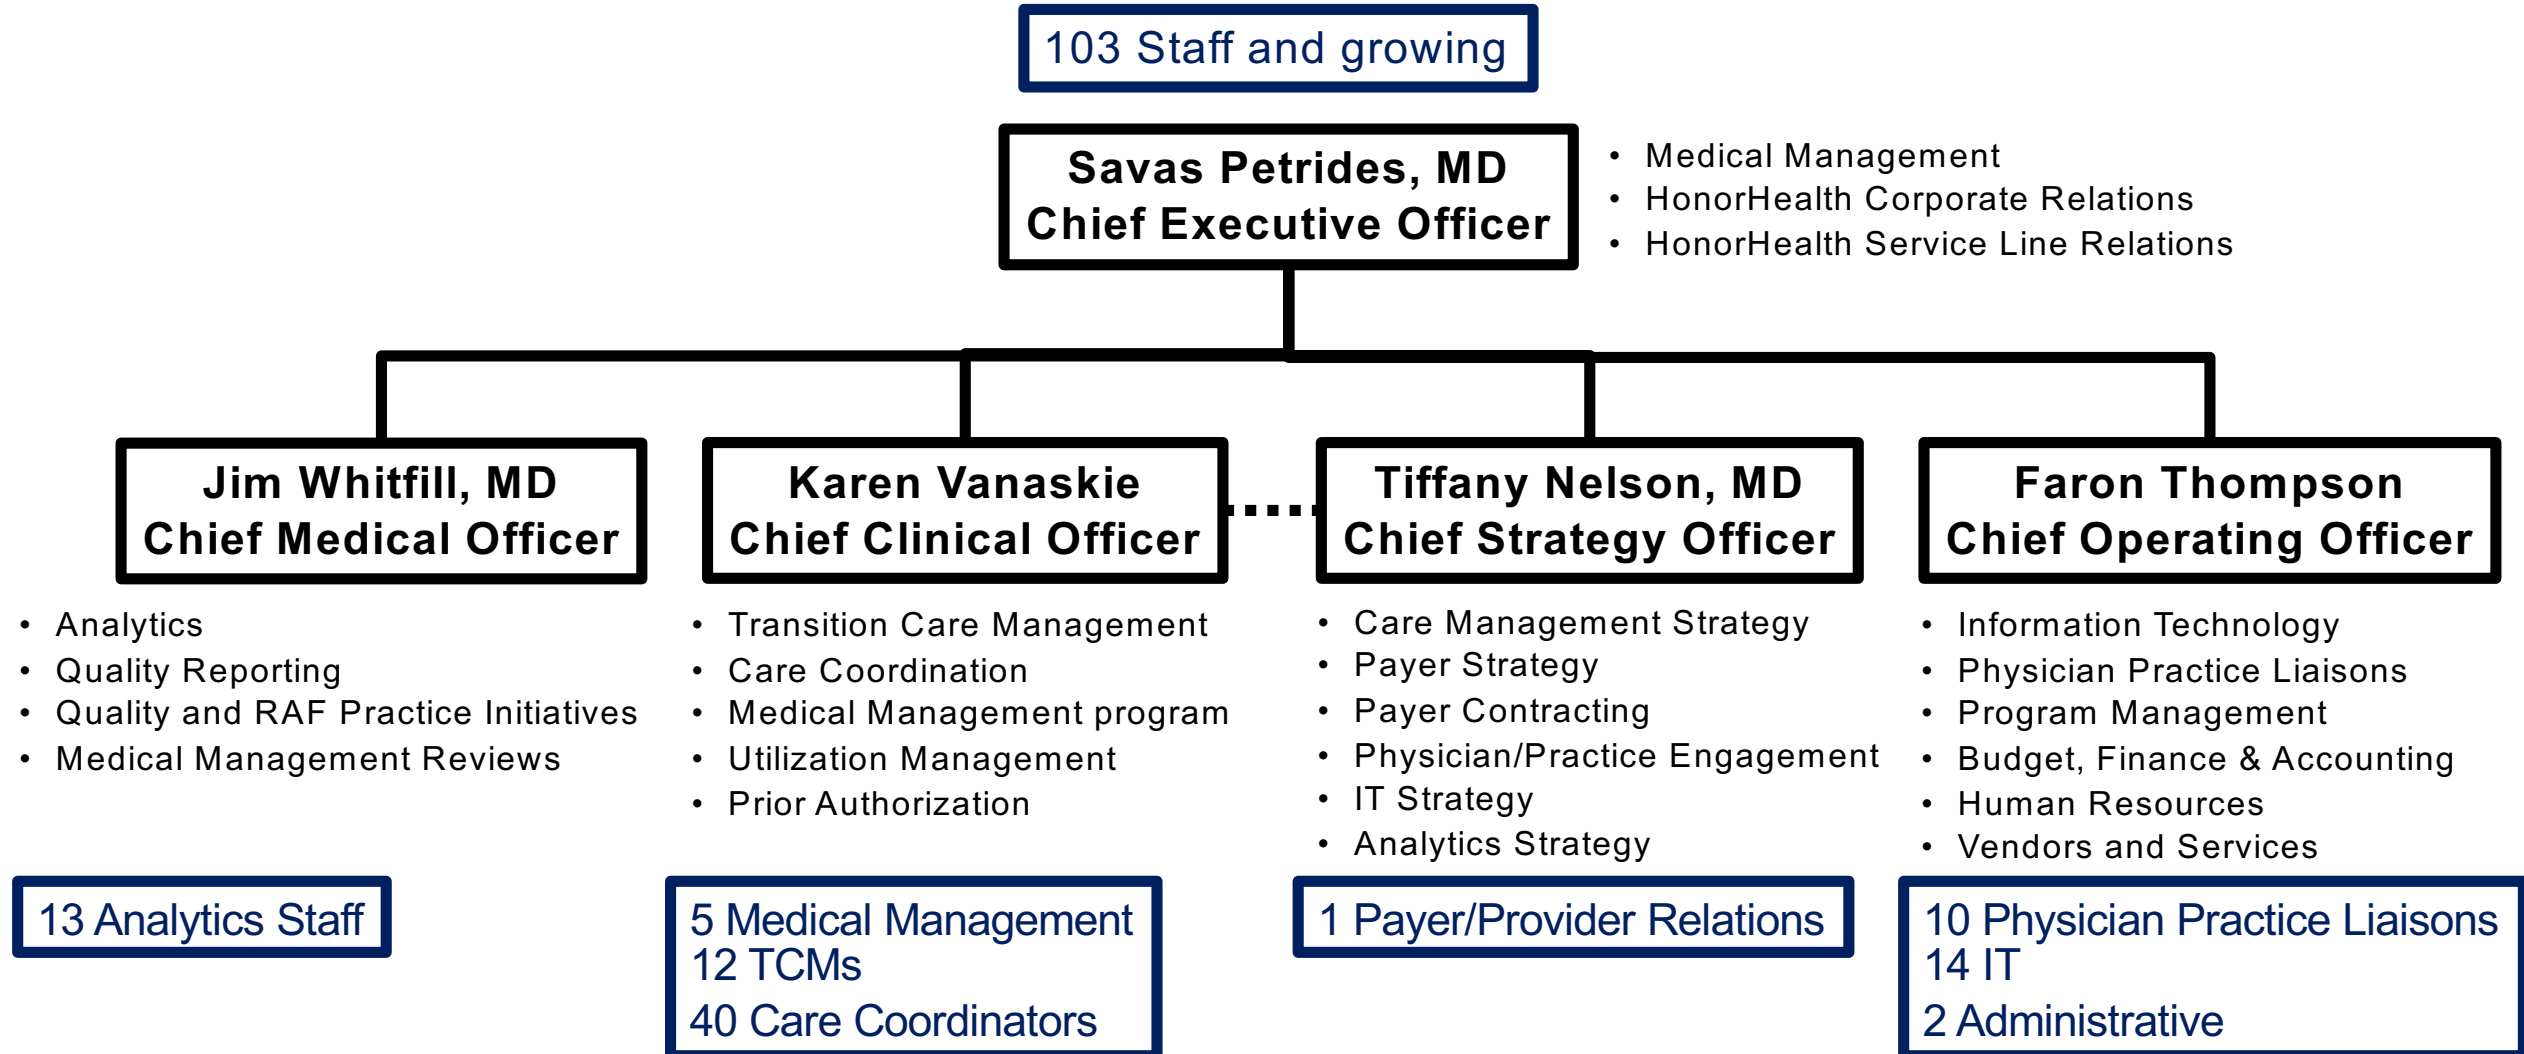 103 Staff and growing
Savas Petrides, MD
Chief Executive Officer
• Medical Management
• HonorHealth Corporate Relations
• HonorHealth Service Line Relations
Jim Whitfill, MD
Chief Medical Officer
• Analytics
• Quality Reporting
• Quality and RAF Practice Initiatives
• Medical Management Reviews
13 Analytics Staff
Karen Vanaskie
Chief Clinical Officer
• Transition Care Management
• Care Coordination
• Medical Management program
• Utilization Management
• Prior Authorization
5 Medical Management
12 TCMs
40 Care Coordinators
Tiffany Nelson, MD
Chief Strategy Officer
• Care Management Strategy
• Payer Strategy
• Payer Contracting
• Physician/Practice Engagement
• IT Strategy
• Analytics Strategy
1 Payer/Provider Relations
Faron Thompson
Chief Operating Officer
• Information Technology
• Physician Practice Liaisons
• Program Management
• Budget, Finance & Accounting
• Human Resources
• Vendors and Services
10 Physician Practice Liaisons
14 IT
2 Administrative